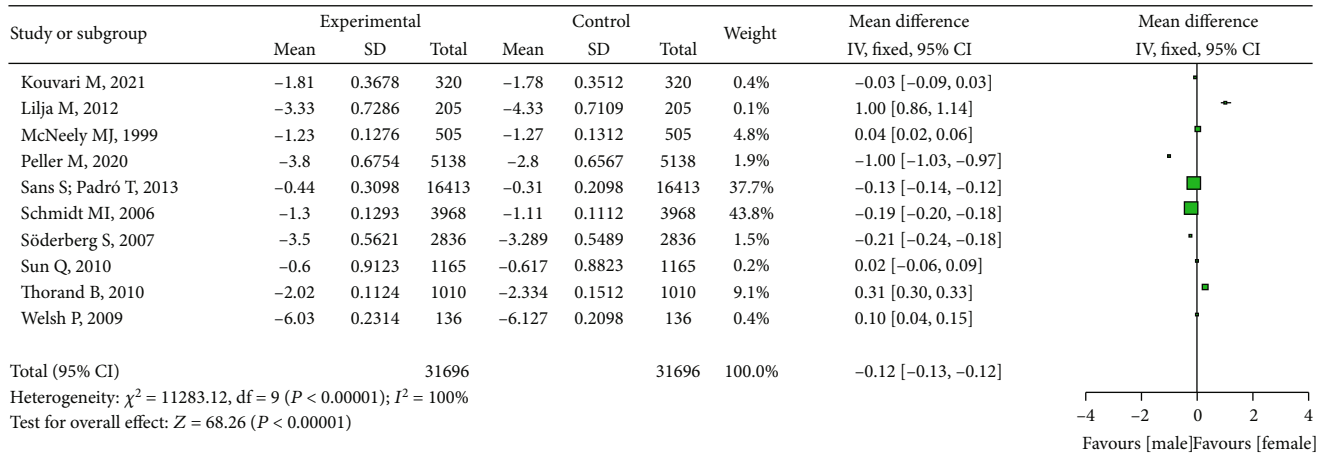 Study or subgroup Experimental Control Weight Mean difference Mean difference
Mean SD Total Mean SD Total IV, fixed, 95% CI IV, fixed, 95% CI
Kouvari M, 2021 –1.81 0.3678 320 –1.78 0.3512 320 0.4% –0.03 [–0.09, 0.03]
Lilja M, 2012 –3.33 0.7286 205 –4.33 0.7109 205 0.1% 1.00 [0.86, 1.14]
McNeely MJ, 1999 –1.23 0.1276 505 –1.27 0.1312 505 4.8% 0.04 [0.02, 0.06]
Peller M, 2020 –3.8 0.6754 5138 –2.8 0.6567 5138 1.9% –1.00 [–1.03, –0.97]
Sans S; Padró T, 2013 –0.44 0.3098 16413 –0.31 0.2098 16413 37.7% –0.13 [–0.14, –0.12]
Schmidt MI, 2006 –1.3 0.1293 3968 –1.11 0.1112 3968 43.8% –0.19 [–0.20, –0.18]
Söderberg S, 2007 –3.5 0.5621 2836 –3.289 0.5489 2836 1.5% –0.21 [–0.24, –0.18]
Sun Q, 2010 –0.6 0.9123 1165 –0.617 0.8823 1165 0.2% 0.02 [–0.06, 0.09]
Thorand B, 2010 –2.02 0.1124 1010 –2.334 0.1512 1010 9.1% 0.31 [0.30, 0.33]
Welsh P, 2009 –6.03 0.2314 136 –6.127 0.2098 136 0.4% 0.10 [0.04, 0.15]
Total (95% CI) 31696 31696 100.0% –0.12 [–0.13, –0.12]
Heterogeneity: χ2 = 11283.12, df = 9 (P < 0.00001); I2 = 100%
Test for overall effect: Z = 68.26 (P < 0.00001)
–4 –2 0 2 4
Favours [male]Favours [female]